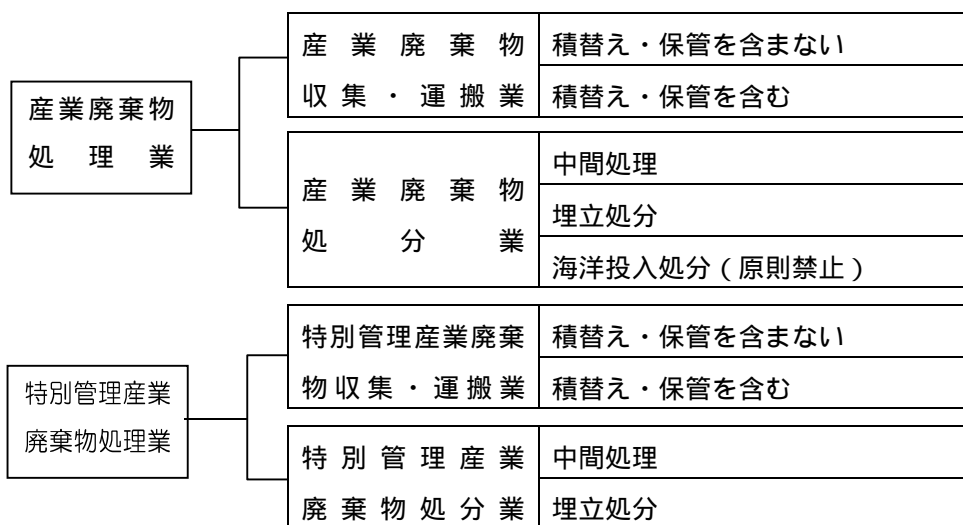 産業廃棄物
処理業
産業廃棄物
収集・運搬業
積替え・保管を含まない
積替え・保管を含む
産業廃棄物
処分業
中間処理
埋立処分
海洋投入処分（原則禁止）
特別管理産業
廃棄物処理業
特別管理産業廃棄
物収集・運搬業
積替え・保管を含まない
積替え・保管を含む
特別管理産業
廃棄物処分業
中間処理
埋立処分